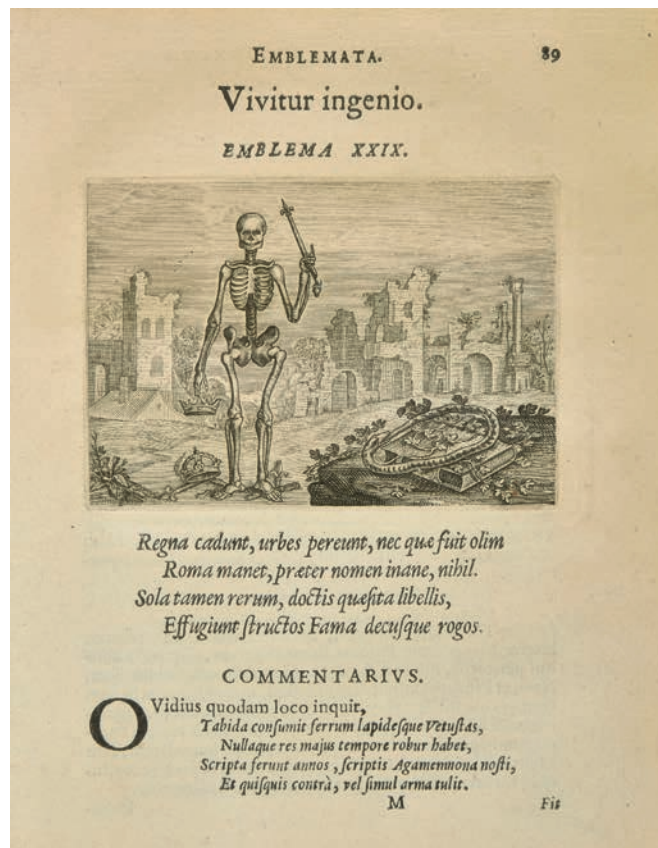 EMBLEMATA. 89
Vivitur ingenio.
EMBLEMA XXIX.
Regna cadunt, urbes pereunt, nec quæ fuit olim
Roma manet, præter nomen inane, nihil.
Sola tamen rerum, doctis quæsita libellis,
Effugiunt ſtructos Fama decuſque rogos.
COMMENTARIVS.
OVidius quodam loco inquit,
Tabida conſumit ferrum lapideſque Vetuſtas,
Nullaque res majus tempore robur habet,
Scripta ferunt annos, ſcriptis Agamemnona noſti,
Et quiſquis contrà, vel ſimul arma tulit.
M Fit